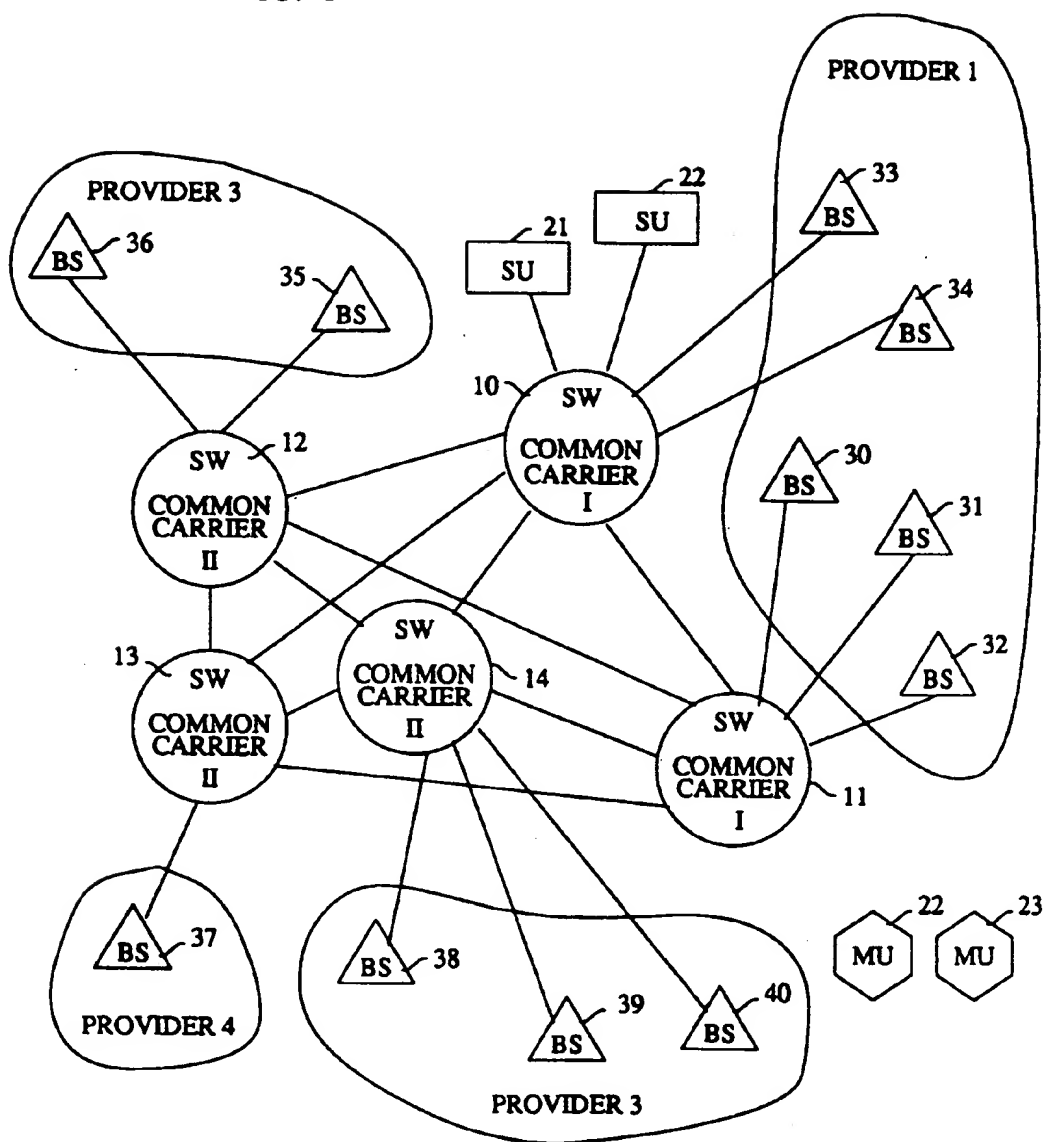 PROVIDER 1
PROVIDER 3
33
BS
22
SU
21
SU
BS
36
35
BS
34
BS
10
SW
COMMON
CARRIER
I
12
SW
COMMON
CARRIER
II
30
BS
31
BS
13
SW
COMMON
CARRIER
II
SW
COMMON
CARRIER
II
14
32
BS
SW
COMMON
CARRIER
I
11
BS
37
PROVIDER 4
BS
38
39
BS
40
BS
PROVIDER 3
22
MU
23
MU